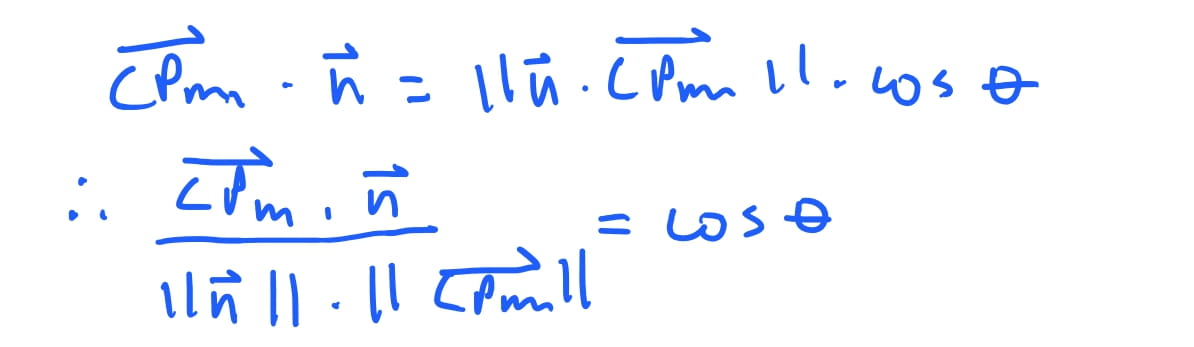 $\overrightarrow{CP_m} \cdot \vec{n} = \|\vec{n} \cdot \overrightarrow{CP_m}\| \cdot \cos \theta$
$\therefore \frac{\overrightarrow{CP_m} \cdot \vec{n}}{\|\vec{n}\| \cdot \|\overrightarrow{CP_m}\|} = \cos \theta$